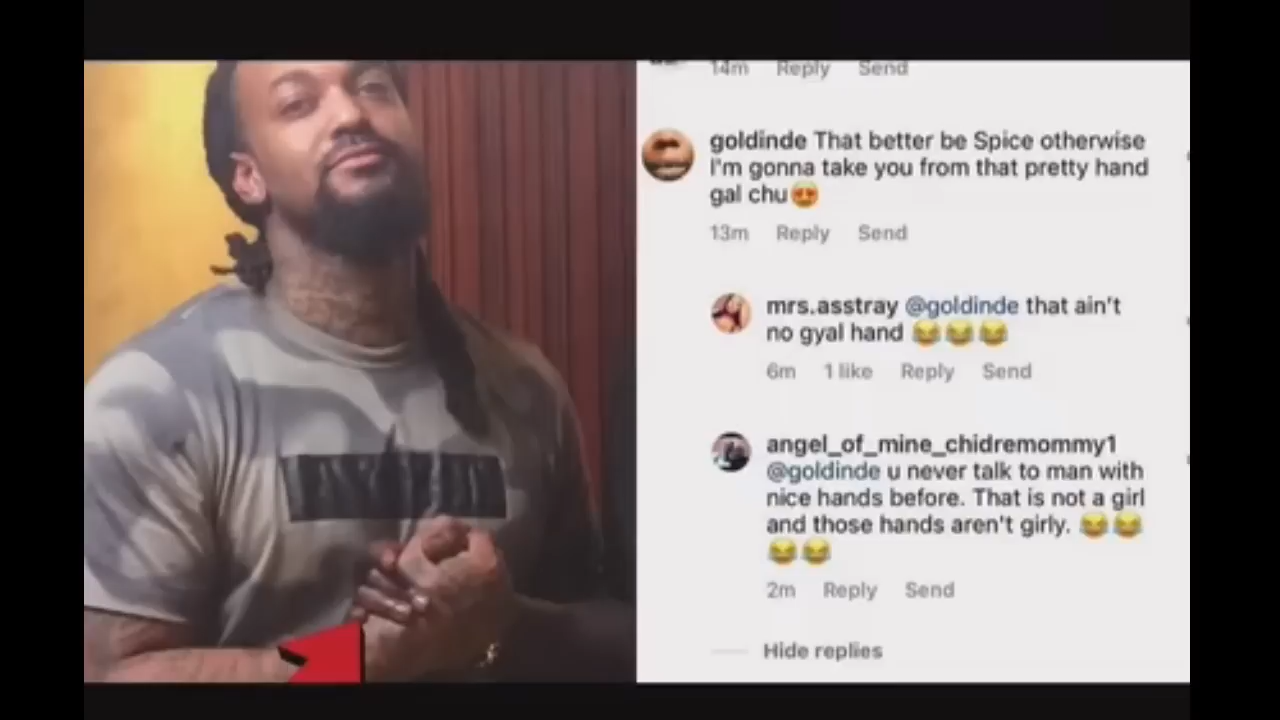 14m Reply Send
goldinde That better be Spice otherwise
I'm gonna take you from that pretty hand
gal chu😍
13m Reply Send
mrs.asstray @goldinde that ain't
no gyal hand 😂😂😂
6m 1 like Reply Send
angel_of_mine_chidremommy1
@goldinde u never talk to man with
nice hands before. That is not a girl
and those hands aren't girly. 😂😂
😂😂
2m Reply Send
Hide replies